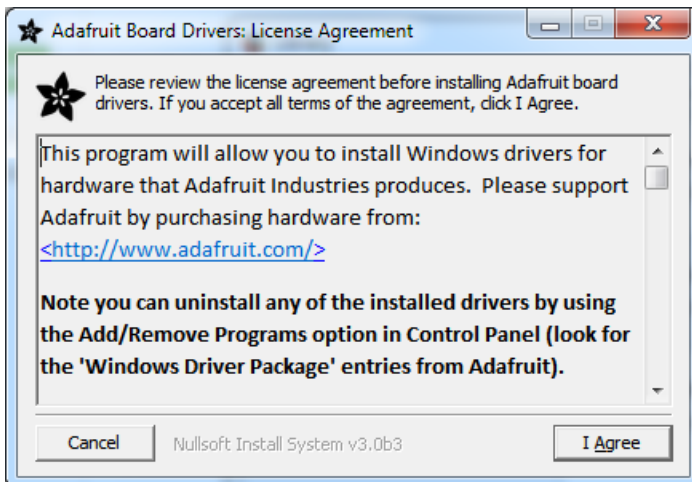 Adafruit Board Drivers: License Agreement
Please review the license agreement before installing Adafruit board
drivers. If you accept all terms of the agreement, click I Agree.
This program will allow you to install Windows drivers for
hardware that Adafruit Industries produces.  Please support
Adafruit by purchasing hardware from:
<http://www.adafruit.com/>
Note you can uninstall any of the installed drivers by using
the Add/Remove Programs option in Control Panel (look for
the 'Windows Driver Package' entries from Adafruit).
Cancel
Nullsoft Install System v3.0b3
I Agree